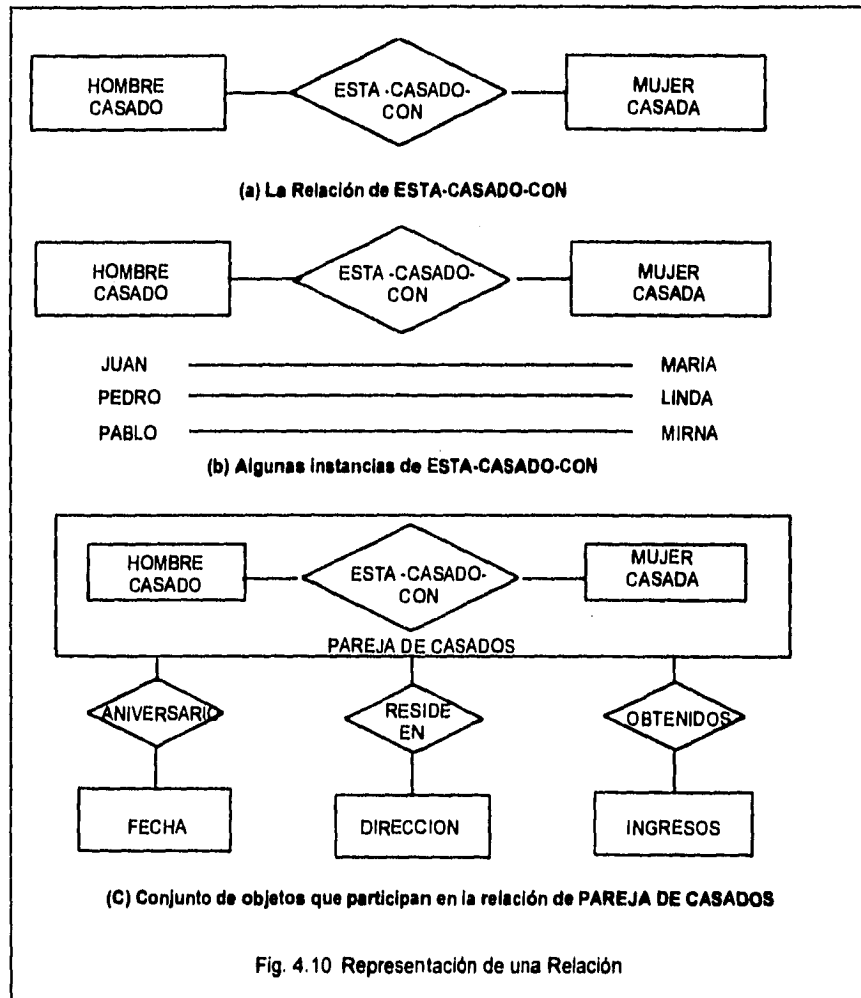 HOMBRE
CASADO
ESTA -CASADO-
CON
MUJER
CASADA
(a) La Relación de ESTA-CASADO-CON
HOMBRE
CASADO
ESTA -CASADO-
CON
MUJER
CASADA
JUAN MARIA
PEDRO LINDA
PABLO MIRNA
(b) Algunas instancias de ESTA-CASADO-CON
HOMBRE
CASADO
ESTA -CASADO-
CON
MUJER
CASADA
PAREJA DE CASADOS
ANIVERSARIO
RESIDE
EN
OBTENIDOS
FECHA
DIRECCION
INGRESOS
(C) Conjunto de objetos que participan en la relación de PAREJA DE CASADOS
Fig. 4.10 Representación de una Relación